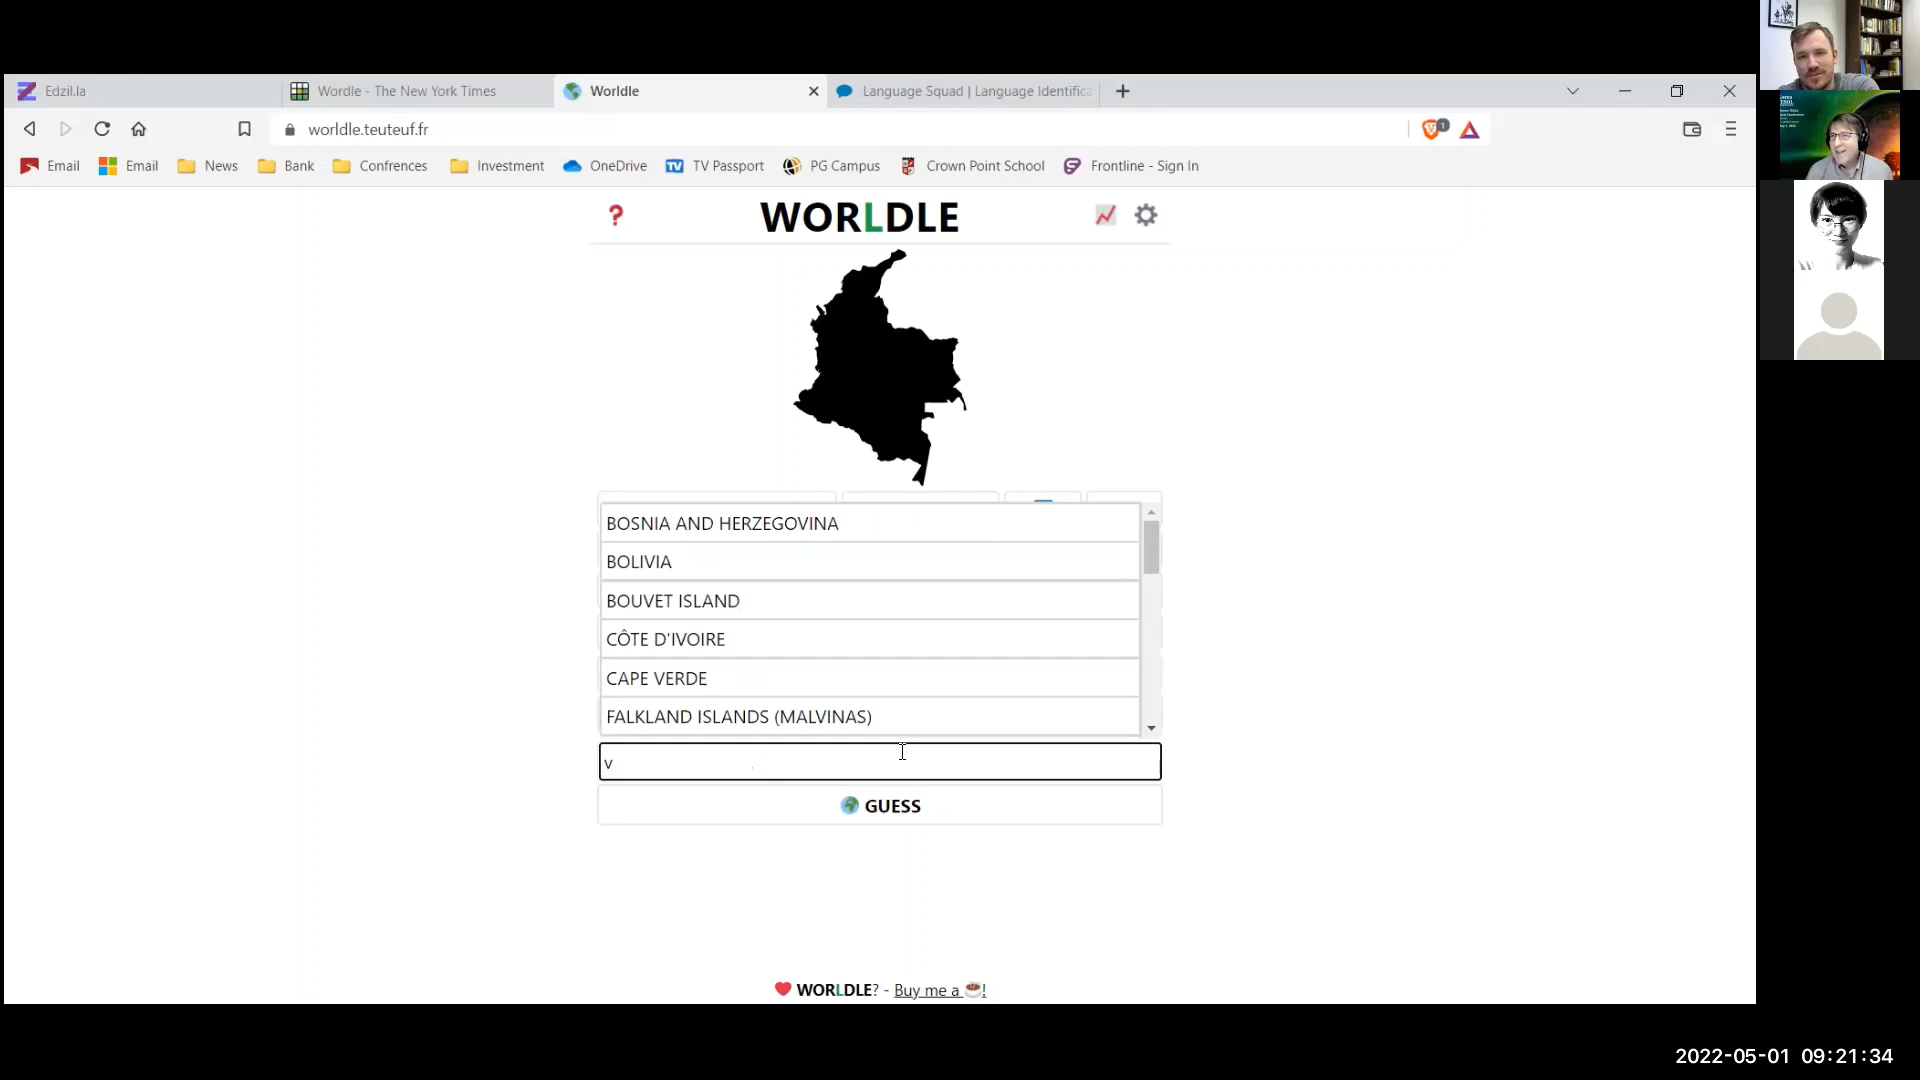 Edzil.la
Wordle - The New York Times
Worldle
Language Squad | Language Identifica
worldle.teuteuf.fr
1
Email
Email
News
Bank
Confrences
Investment
OneDrive
TV Passport
PG Campus
Crown Point School
Frontline - Sign In
? WORLDLE
BOSNIA AND HERZEGOVINA
BOLIVIA
BOUVET ISLAND
CÔTE D'IVOIRE
CAPE VERDE
FALKLAND ISLANDS (MALVINAS)
v
GUESS
WORLDLE? - Buy me a ☕!
2022-05-01 09:21:34